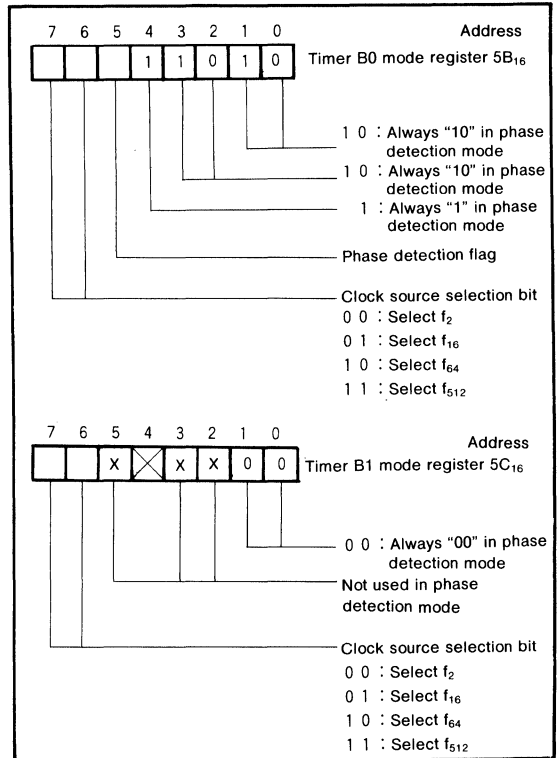 7 6 5 4 3 2 1 0 Address
1 1 0 1 0 Timer B0 mode register 5B₁₆
1 0 : Always “10” in phase
detection mode
1 0 : Always “10” in phase
detection mode
1 : Always “1” in phase
detection mode
Phase detection flag
Clock source selection bit
0 0 : Select f₂
0 1 : Select f₁₆
1 0 : Select f₆₄
1 1 : Select f₅₁₂
7 6 5 4 3 2 1 0
Address
X X X 0 0 Timer B1 mode register 5C₁₆
0 0 : Always “00” in phase
detection mode
Not used in phase
detection mode
Clock source selection bit
0 0 : Select f₂
0 1 : Select f₁₆
1 0 : Select f₆₄
1 1 : Select f₅₁₂